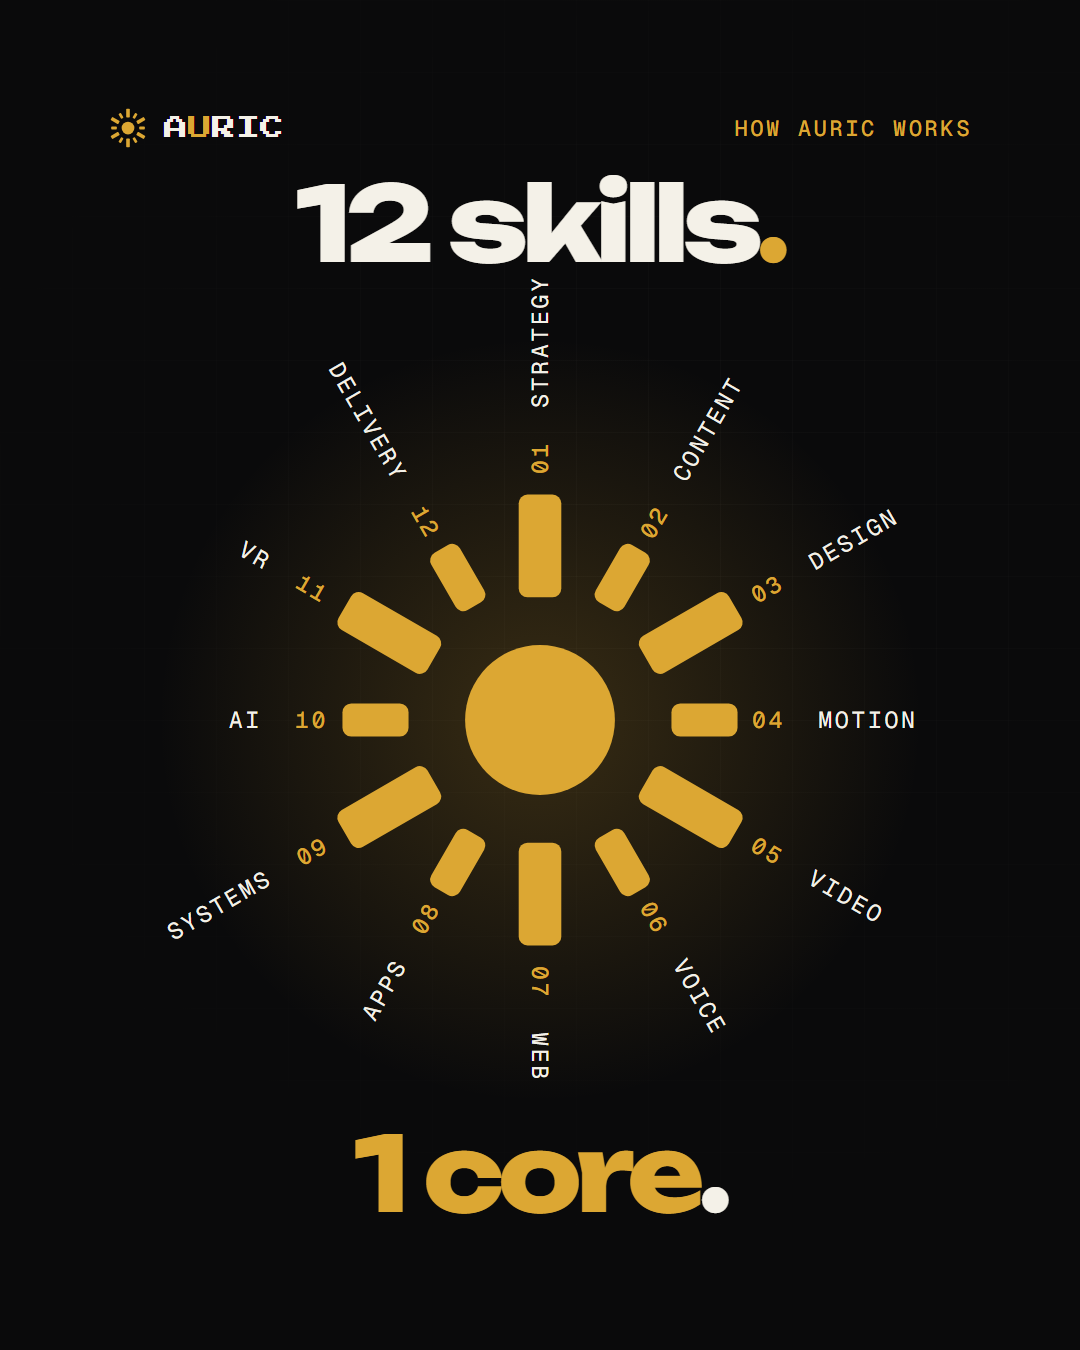 AURIC
HOW AURIC WORKS
12 skills.
01 STRATEGY
02 CONTENT
03 DESIGN
04 MOTION
05 VIDEO
06 VOICE
07 WEB
08 APPS
09 SYSTEMS
10 AI
11 VR
12 DELIVERY
1 core.